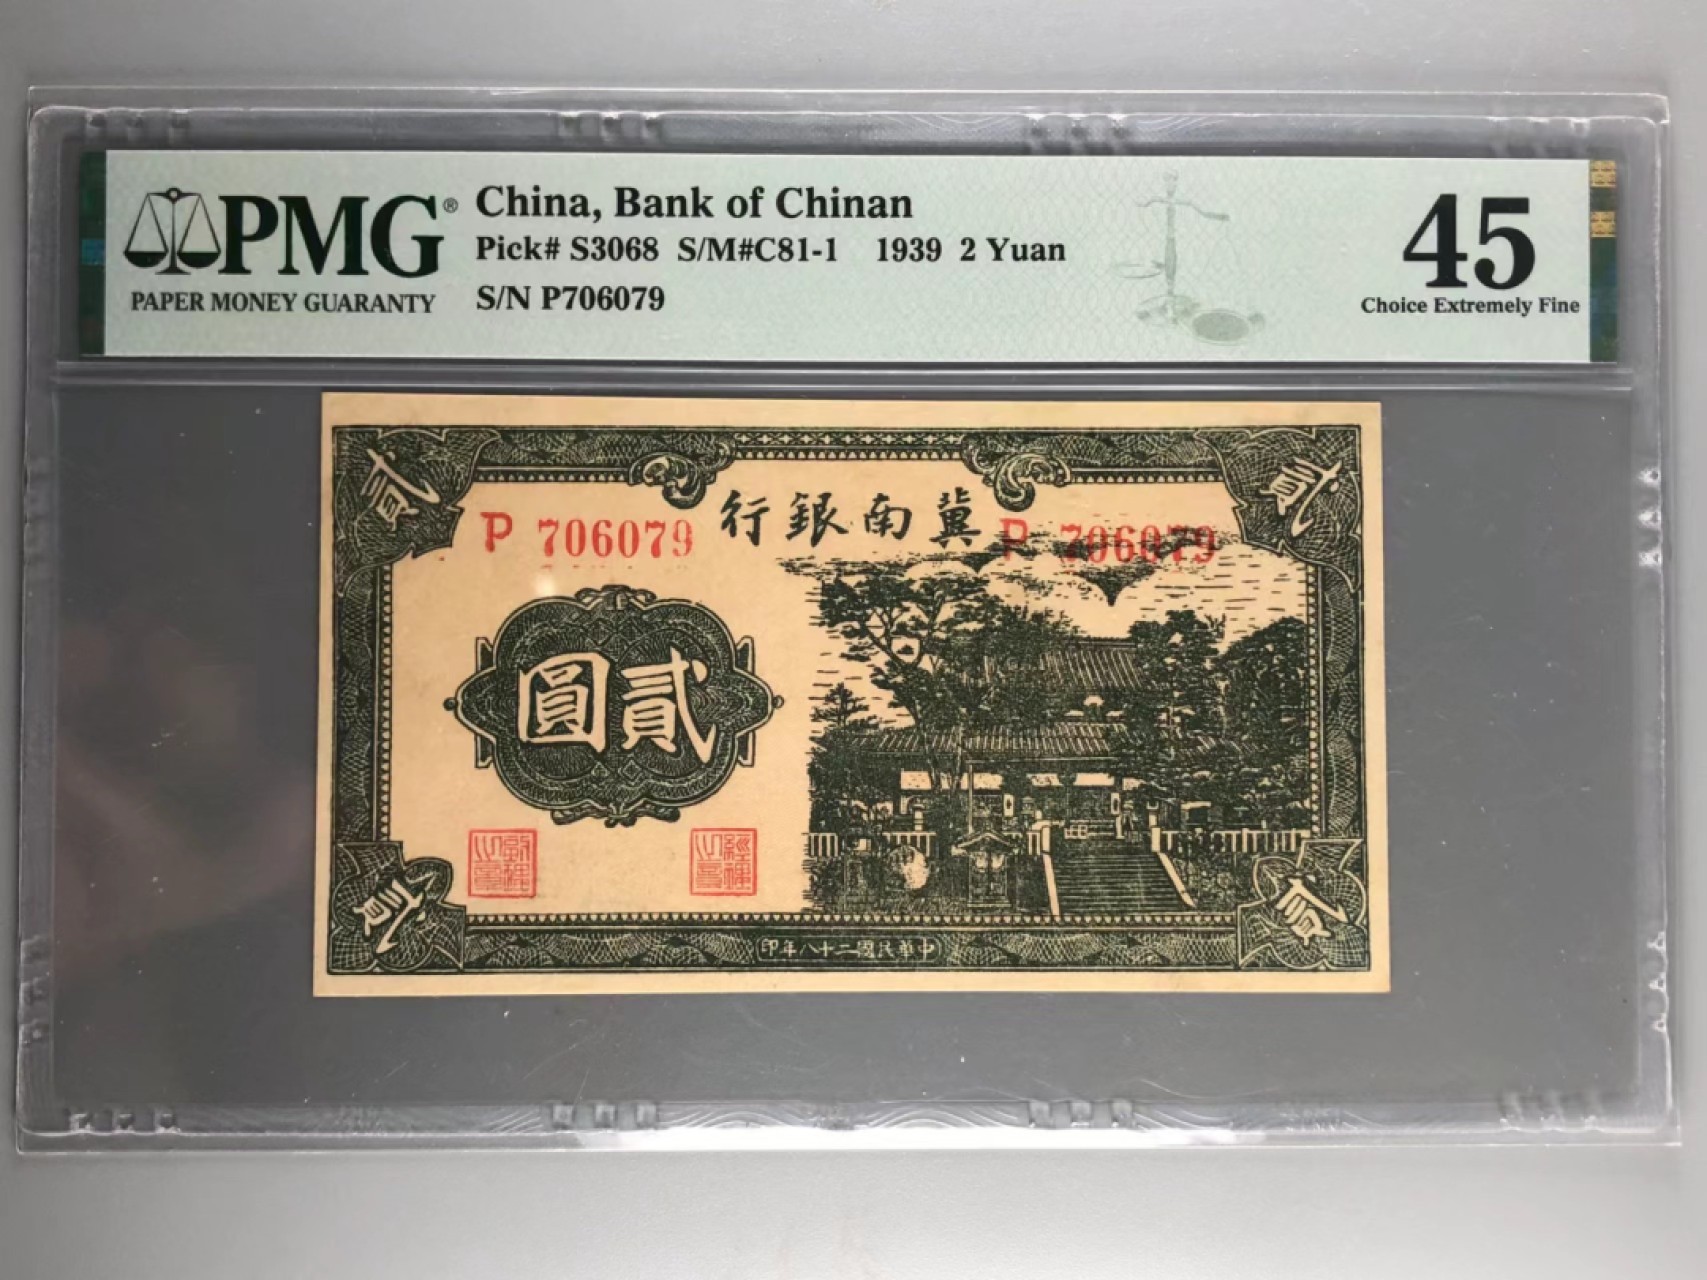 PMG®
PAPER MONEY GUARANTY
China, Bank of Chinan
Pick# S3068 S/M#C81-1 1939 2 Yuan
S/N P706079
45
Choice Extremely Fine
貳
貳
行銀南冀
P 706079
P 706079
圓貳
貳
貳
印年八十二國民華中